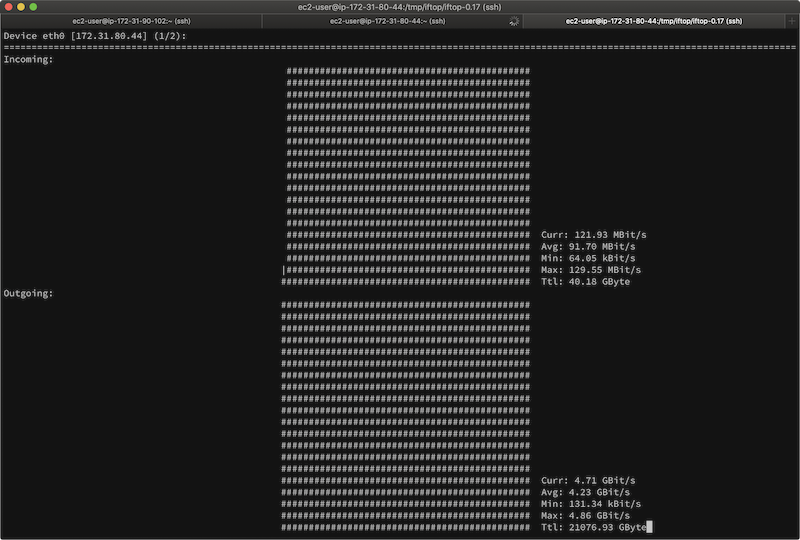 ec2-user@ip-172-31-80-44:/tmp/iftop/iftop-0.17 (ssh)
ec2-user@ip-172-31-90-102:~ (ssh)
ec2-user@ip-172-31-80-44:~ (ssh)
ec2-user@ip-172-31-80-44:/tmp/iftop/iftop-0.17 (ssh)
Device eth0 [172.31.80.44] (1/2):
Incoming:
Curr: 121.93 MBit/s
Avg: 91.70 MBit/s
Min: 64.05 kBit/s
Max: 129.55 MBit/s
Ttl: 40.18 GByte
Outgoing:
Curr: 4.71 GBit/s
Avg: 4.23 GBit/s
Min: 131.34 kBit/s
Max: 4.86 GBit/s
Ttl: 21076.93 GByte